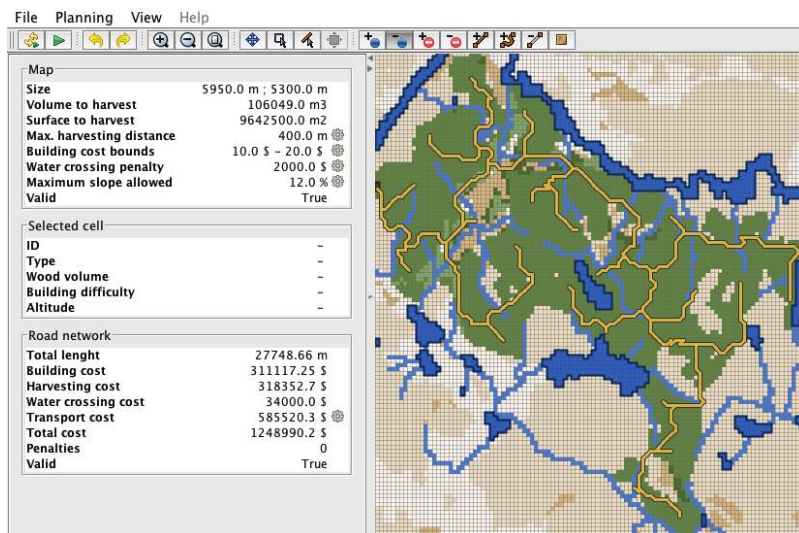 File Planning View Help
Map
Size 5950.0 m ; 5300.0 m
Volume to harvest 106049.0 m3
Surface to harvest 9642500.0 m2
Max. harvesting distance 400.0 m
Building cost bounds 10.0 $ - 20.0 $
Water crossing penalty 2000.0 $
Maximum slope allowed 12.0 %
Valid True
Selected cell
ID -
Type -
Wood volume -
Building difficulty -
Altitude -
Road network
Total lenght 27748.66 m
Building cost 311117.25 $
Harvesting cost 318352.7 $
Water crossing cost 34000.0 $
Transport cost 585520.3 $
Total cost 1248990.2 $
Penalties 0
Valid True